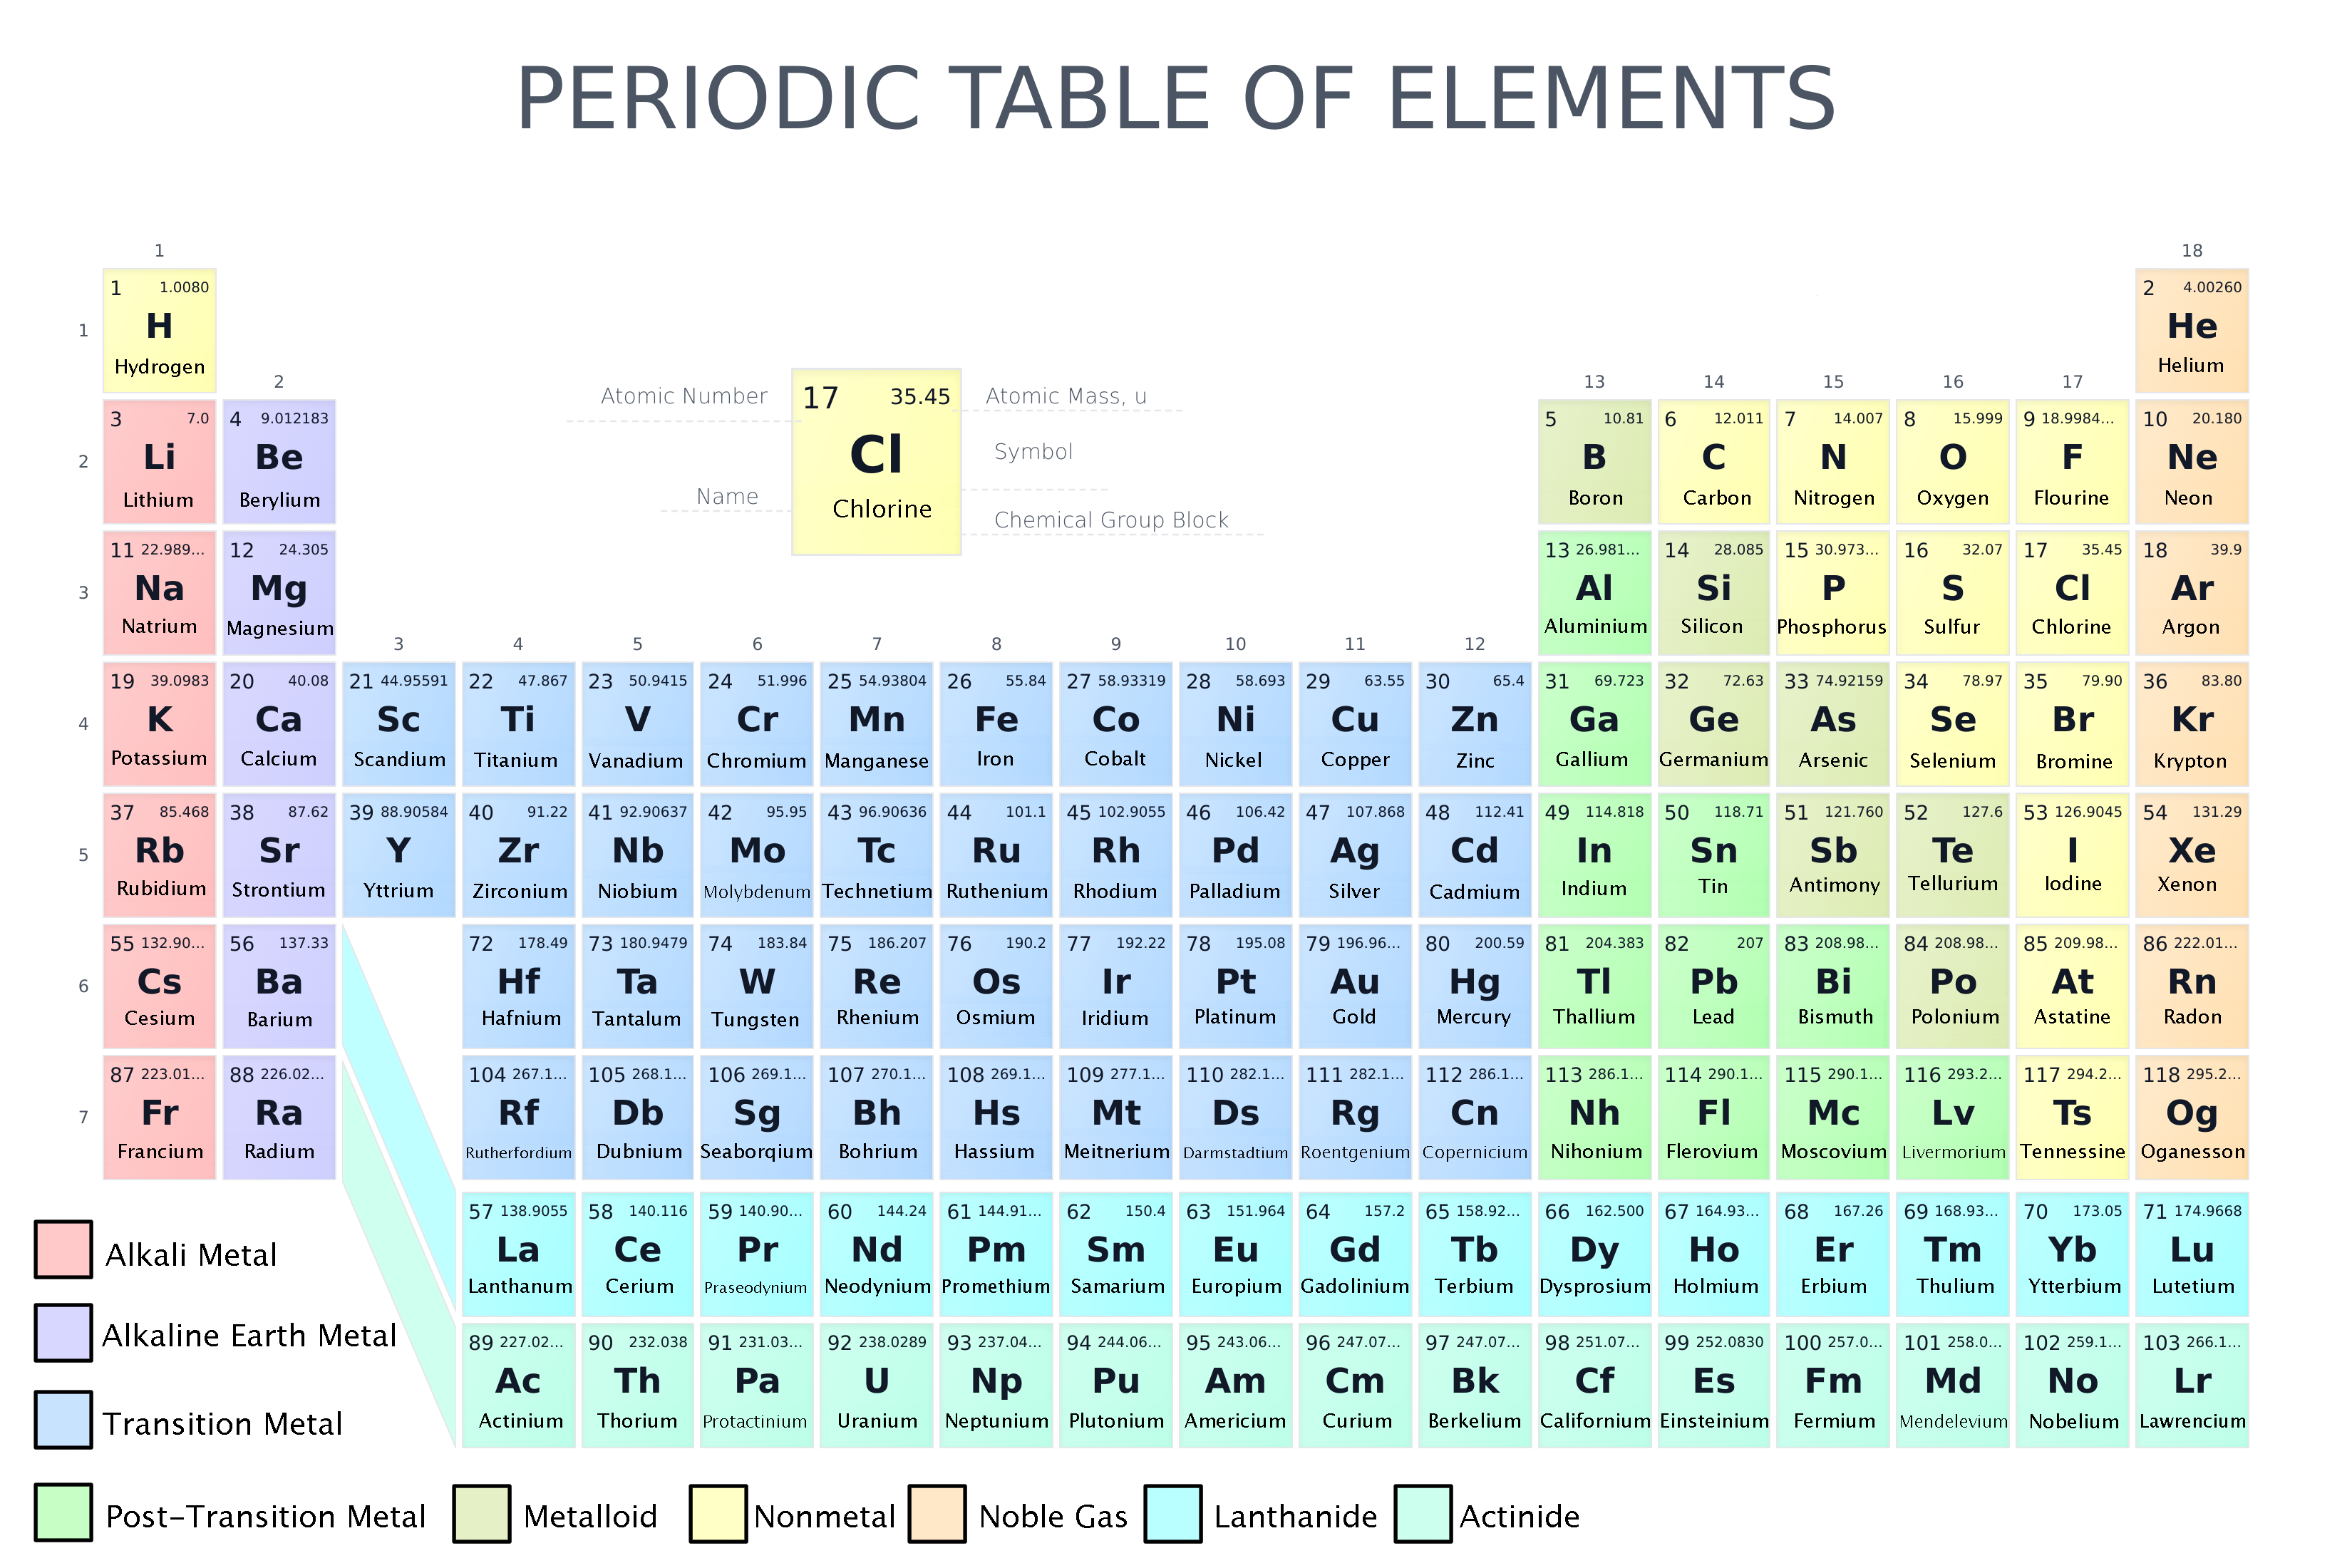 PERIODIC TABLE OF ELEMENTS
1 18
1 1.0080 2 4.00260
1 H He
Hydrogen Helium
2 13 14 15 16 17
Atomic Number 17 35.45 Atomic Mass, u
Cl Symbol
Name Chlorine
Chemical Group Block
3 7.0 4 9.012183 5 10.81 6 12.011 7 14.007 8 15.999 9 18.9984... 10 20.180
2 Li Be B C N O F Ne
Lithium Berylium Boron Carbon Nitrogen Oxygen Flourine Neon
11 22.989... 12 24.305 13 26.981... 14 28.085 15 30.973... 16 32.07 17 35.45 18 39.9
3 Na Mg Al Si P S Cl Ar
Natrium Magnesium Aluminium Silicon Phosphorus Sulfur Chlorine Argon
3 4 5 6 7 8 9 10 11 12
19 39.0983 20 40.08 21 44.95591 22 47.867 23 50.9415 24 51.996 25 54.93804 26 55.84 27 58.93319 28 58.693 29 63.55 30 65.4 31 69.723 32 72.63 33 74.92159 34 78.97 35 79.90 36 83.80
4 K Ca Sc Ti V Cr Mn Fe Co Ni Cu Zn Ga Ge As Se Br Kr
Potassium Calcium Scandium Titanium Vanadium Chromium Manganese Iron Cobalt Nickel Copper Zinc Gallium Germanium Arsenic Selenium Bromine Krypton
37 85.468 38 87.62 39 88.90584 40 91.22 41 92.90637 42 95.95 43 96.90636 44 101.1 45 102.9055 46 106.42 47 107.868 48 112.41 49 114.818 50 118.71 51 121.760 52 127.6 53 126.9045 54 131.29
5 Rb Sr Y Zr Nb Mo Tc Ru Rh Pd Ag Cd In Sn Sb Te I Xe
Rubidium Strontium Yttrium Zirconium Niobium Molybdenum Technetium Ruthenium Rhodium Palladium Silver Cadmium Indium Tin Antimony Tellurium Iodine Xenon
55 132.90... 56 137.33 72 178.49 73 180.9479 74 183.84 75 186.207 76 190.2 77 192.22 78 195.08 79 196.96... 80 200.59 81 204.383 82 207 83 208.98... 84 208.98... 85 209.98... 86 222.01...
6 Cs Ba Hf Ta W Re Os Ir Pt Au Hg Tl Pb Bi Po At Rn
Cesium Barium Hafnium Tantalum Tungsten Rhenium Osmium Iridium Platinum Gold Mercury Thallium Lead Bismuth Polonium Astatine Radon
87 223.01... 88 226.02... 104 267.1... 105 268.1... 106 269.1... 107 270.1... 108 269.1... 109 277.1... 110 282.1... 111 282.1... 112 286.1... 113 286.1... 114 290.1... 115 290.1... 116 293.2... 117 294.2... 118 295.2...
7 Fr Ra Rf Db Sg Bh Hs Mt Ds Rg Cn Nh Fl Mc Lv Ts Og
Francium Radium Rutherfordium Dubnium Seaborqium Bohrium Hassium Meitnerium Darmstadtium Roentgenium Copernicium Nihonium Flerovium Moscovium Livermorium Tennessine Oganesson
57 138.9055 58 140.116 59 140.90... 60 144.24 61 144.91... 62 150.4 63 151.964 64 157.2 65 158.92... 66 162.500 67 164.93... 68 167.26 69 168.93... 70 173.05 71 174.9668
La Ce Pr Nd Pm Sm Eu Gd Tb Dy Ho Er Tm Yb Lu
Lanthanum Cerium Praseodynium Neodynium Promethium Samarium Europium Gadolinium Terbium Dysprosium Holmium Erbium Thulium Ytterbium Lutetium
89 227.02... 90 232.038 91 231.03... 92 238.0289 93 237.04... 94 244.06... 95 243.06... 96 247.07... 97 247.07... 98 251.07... 99 252.0830 100 257.0... 101 258.0... 102 259.1... 103 266.1...
Ac Th Pa U Np Pu Am Cm Bk Cf Es Fm Md No Lr
Actinium Thorium Protactinium Uranium Neptunium Plutonium Americium Curium Berkelium Californium Einsteinium Fermium Mendelevium Nobelium Lawrencium
Alkali Metal
Alkaline Earth Metal
Transition Metal
Post-Transition Metal Metalloid Nonmetal Noble Gas Lanthanide Actinide